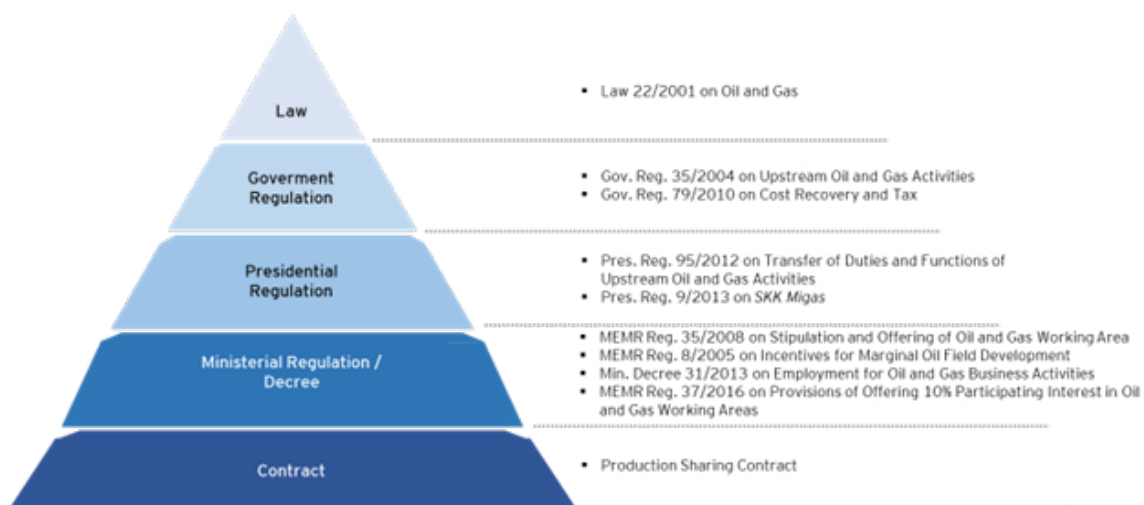 Law
▪ Law 22/2001 on Oil and Gas
Goverment
Regulation
▪ Gov. Reg. 35/2004 on Upstream Oil and Gas Activities
▪ Gov. Reg. 79/2010 on Cost Recovery and Tax
Presidential
Regulation
▪ Pres. Reg. 95/2012 on Transfer of Duties and Functions of
Upstream Oil and Gas Activities
▪ Pres. Reg. 9/2013 on SKK Migas
Ministerial Regulation /
Decree
▪ MEMR Reg. 35/2008 on Stipulation and Offering of Oil and Gas Working Area
▪ MEMR Reg. 8/2005 on Incentives for Marginal Oil Field Development
▪ Min. Decree 31/2013 on Employment for Oil and Gas Business Activities
▪ MEMR Reg. 37/2016 on Provisions of Offering 10% Participating Interest in Oil
and Gas Working Areas
Contract
▪ Production Sharing Contract